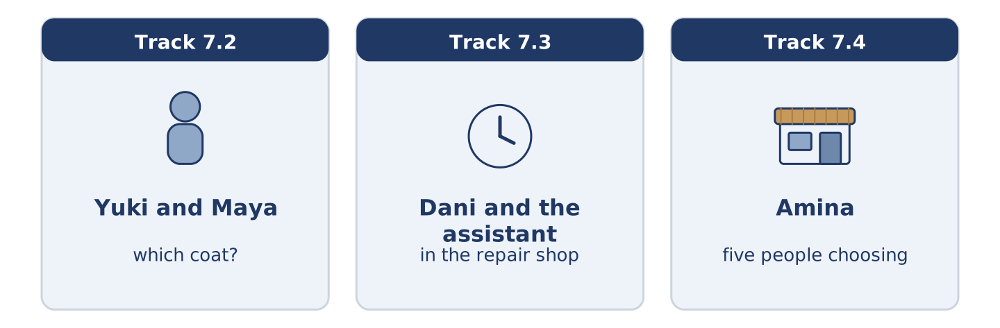 Track 7.2
Yuki and Maya
which coat?
Track 7.3
Dani and the
assistant
in the repair shop
Track 7.4
Amina
five people choosing